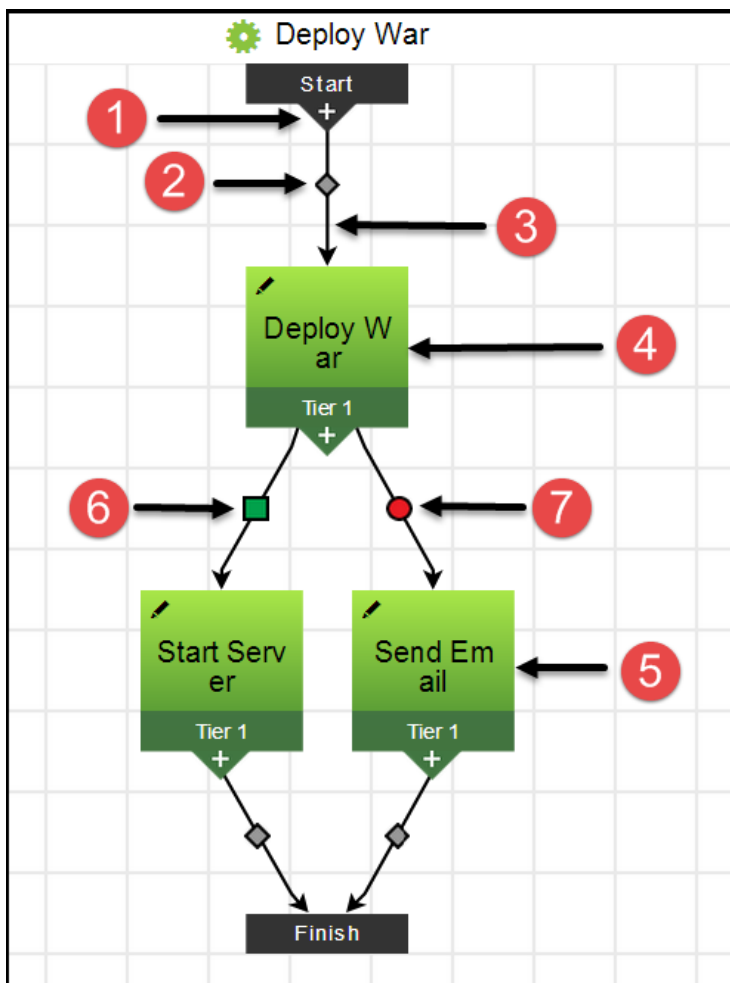 Deploy War
Start
+
1
2
3
Deploy W
ar
4
Tier 1
+
6
7
Start Serv
er
Send Em
ail
5
Tier 1
Tier 1
+
+
Finish